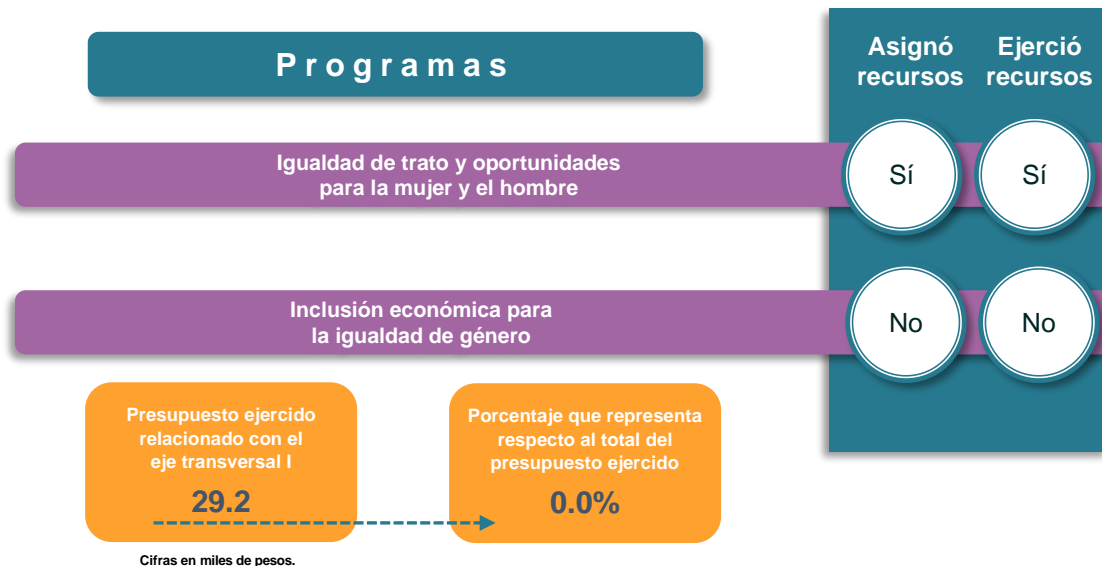 Programas
Asignó
recursos
Ejerció
recursos
Igualdad de trato y oportunidades
para la mujer y el hombre
Sí
Sí
Inclusión económica para
la igualdad de género
No
No
Presupuesto ejercido
relacionado con el
eje transversal I
29.2
Porcentaje que representa
respecto al total del
presupuesto ejercido
0.0%
Cifras en miles de pesos.